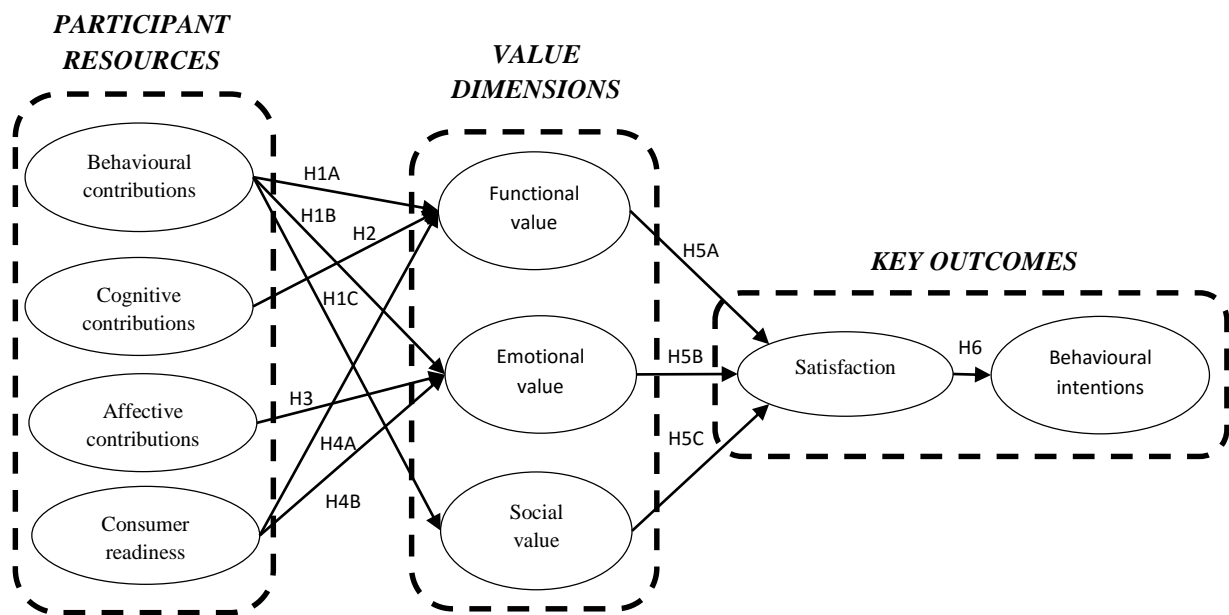 PARTICIPANT
RESOURCES
Behavioural
contributions
Cognitive
contributions
Affective
contributions
Consumer
readiness
H1A
H1B
H2
H1C
H3
H4A
H4B
VALUE
DIMENSIONS
Functional
value
Emotional
value
Social
value
H5A
H5B
H5C
KEY OUTCOMES
Satisfaction
H6
Behavioural
intentions